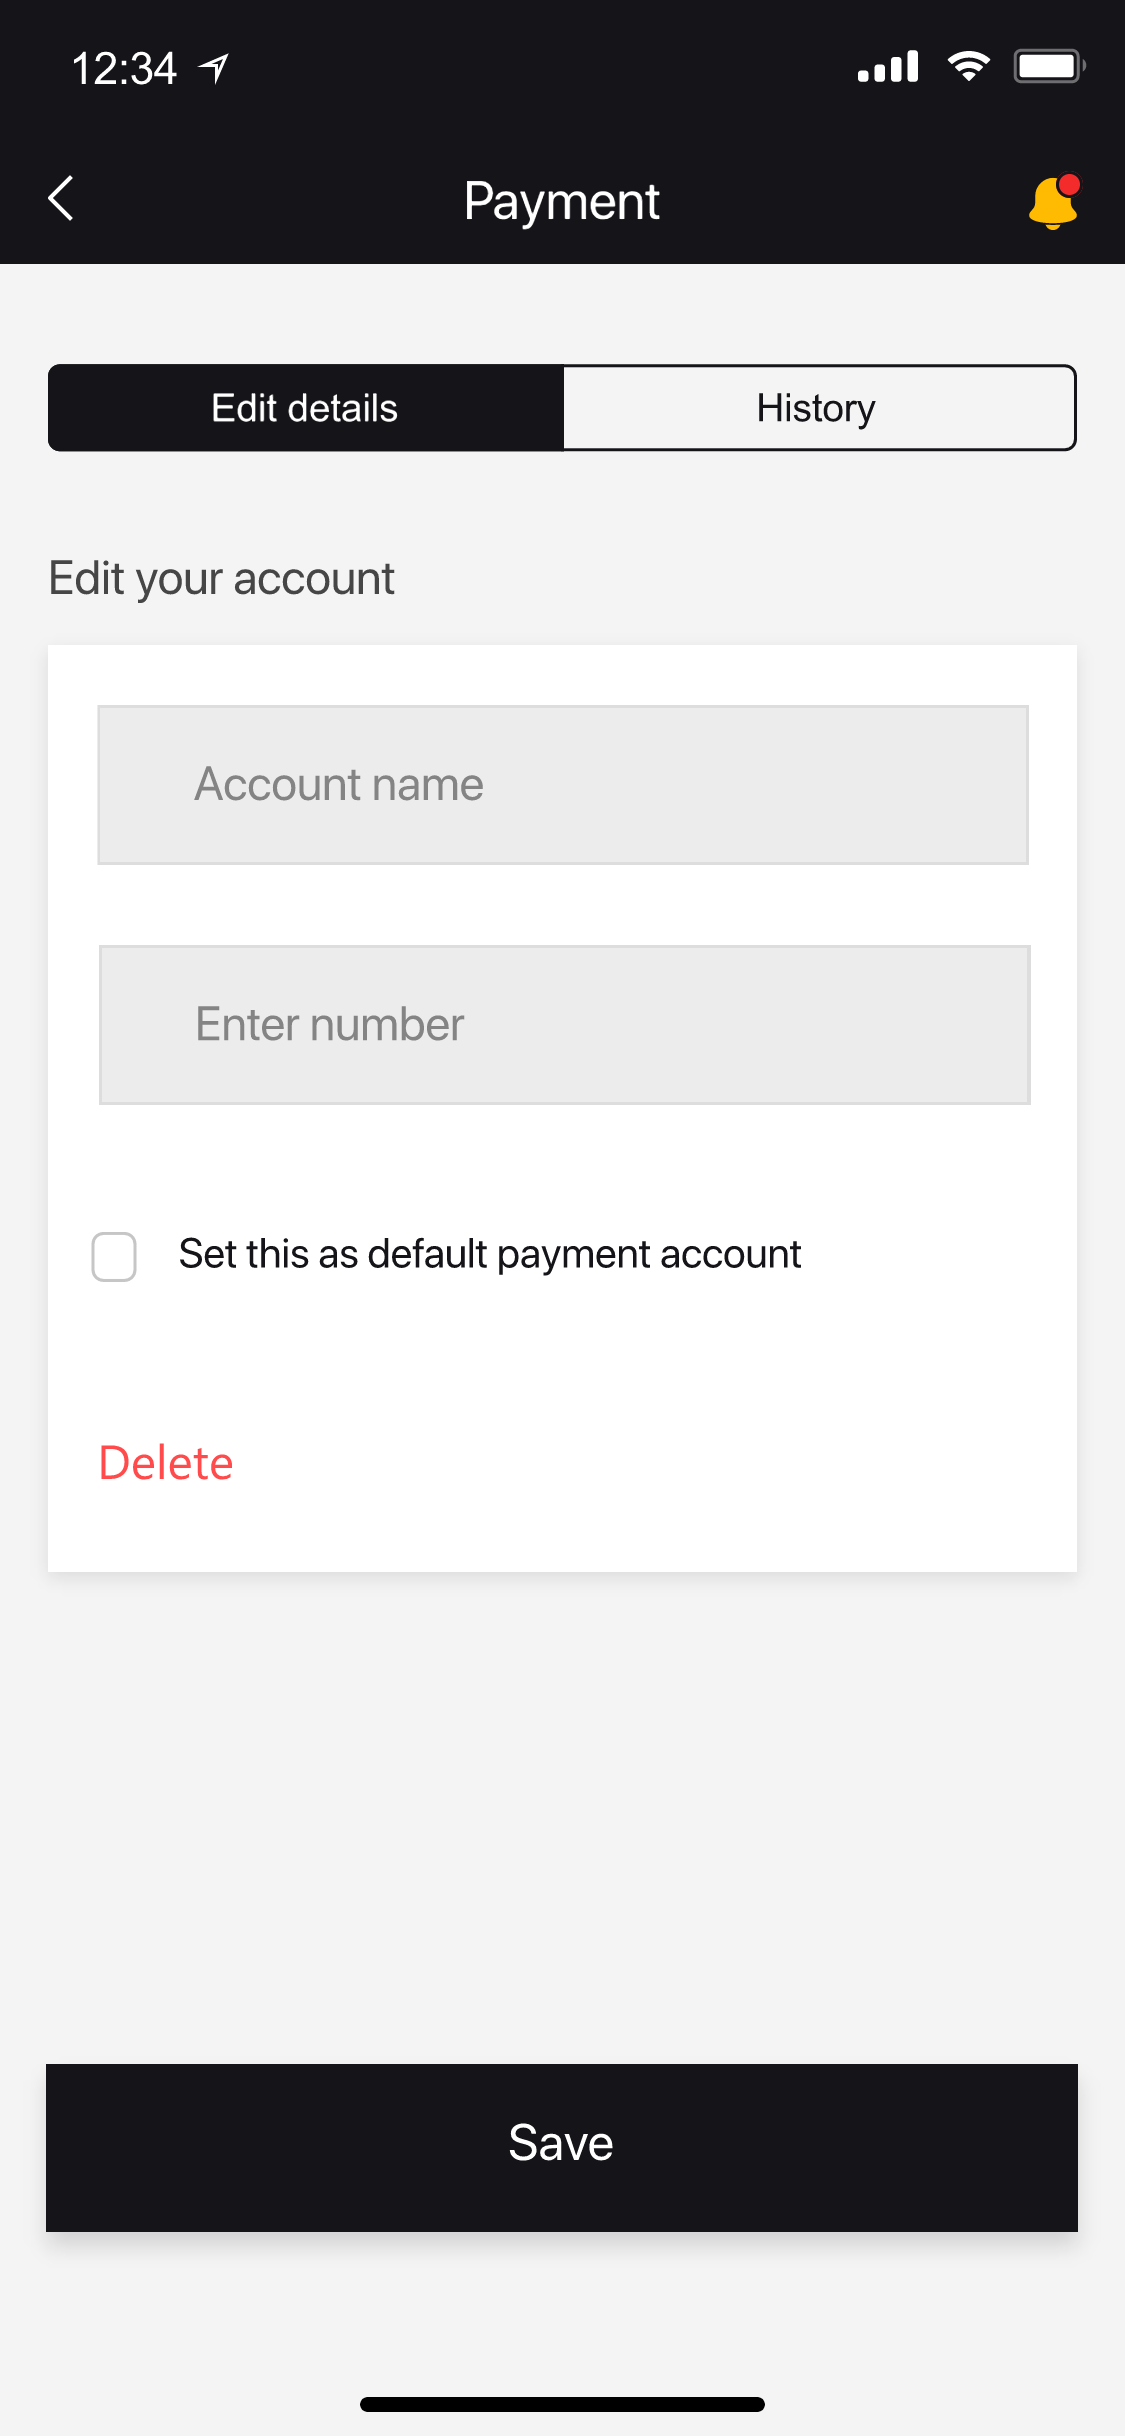 12:34
Payment
Edit details
History
Edit your account
Account name
Enter number
Set this as default payment account
Delete
Save